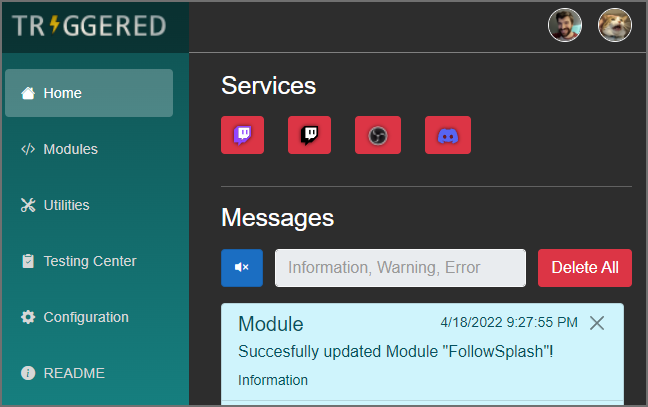 TRIGGERED
Home
Modules
Utilities
Testing Center
Configuration
README
Services
Messages
Information, Warning, Error
Delete All
Module
4/18/2022 9:27:55 PM
Succesfully updated Module "FollowSplash"!
Information